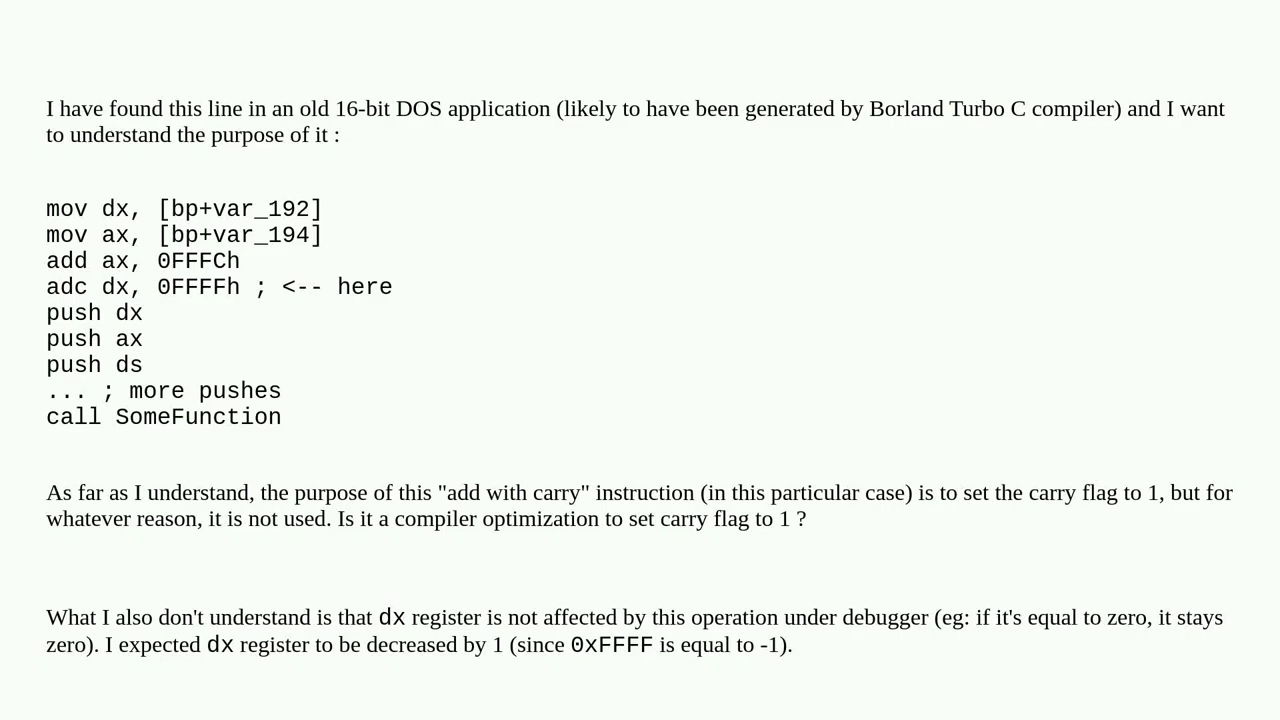 I have found this line in an old 16-bit DOS application (likely to have been generated by Borland Turbo C compiler) and I want
to understand the purpose of it :
mov dx, [bp+var_192]
mov ax, [bp+var_194]
add ax, 0FFFCh
adc dx, 0FFFFh ; <-- here
push dx
push ax
push ds
... ; more pushes
call SomeFunction
As far as I understand, the purpose of this "add with carry" instruction (in this particular case) is to set the carry flag to 1, but for
whatever reason, it is not used. Is it a compiler optimization to set carry flag to 1 ?
What I also don't understand is that dx register is not affected by this operation under debugger (eg: if it's equal to zero, it stays
zero). I expected dx register to be decreased by 1 (since 0xFFFF is equal to -1).